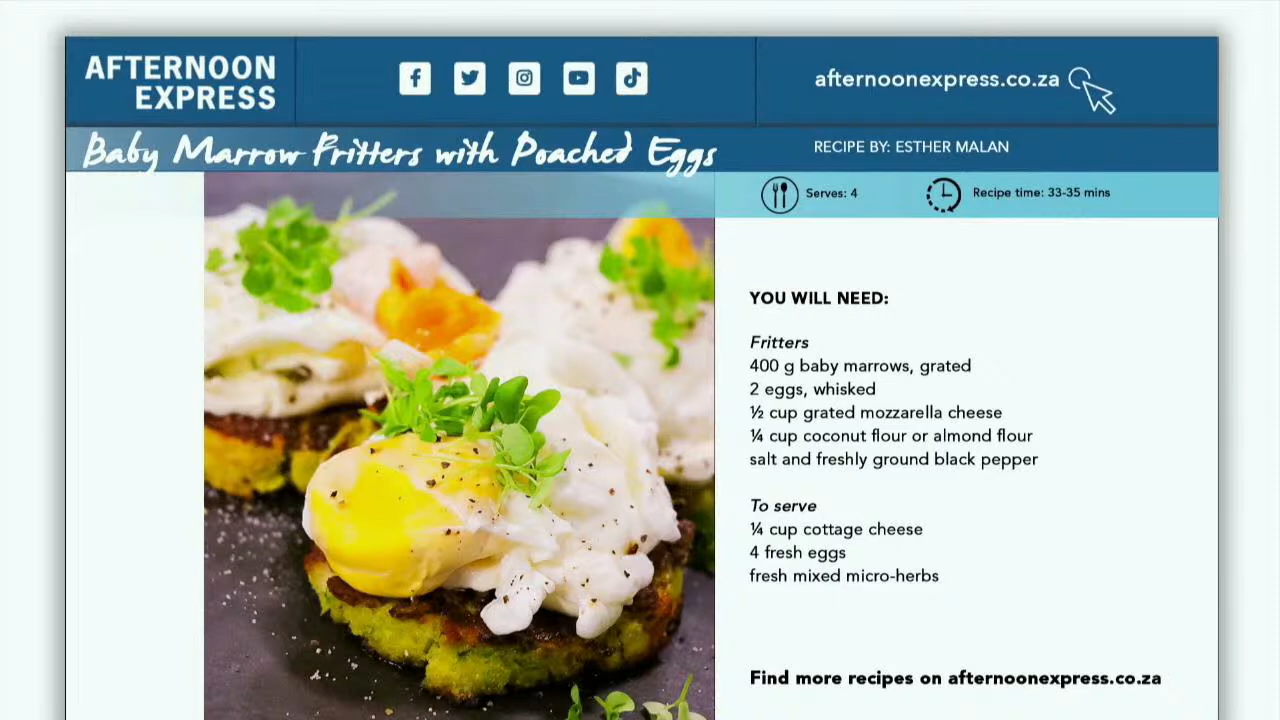 AFTERNOON
EXPRESS
afternoonexpress.co.za
Baby Marrow Fritters with Poached Eggs
RECIPE BY: ESTHER MALAN
Serves: 4
Recipe time: 33-35 mins
YOU WILL NEED:
Fritters
400 g baby marrows, grated
2 eggs, whisked
½ cup grated mozzarella cheese
¼ cup coconut flour or almond flour
salt and freshly ground black pepper
To serve
¼ cup cottage cheese
4 fresh eggs
fresh mixed micro-herbs
Find more recipes on afternoonexpress.co.za